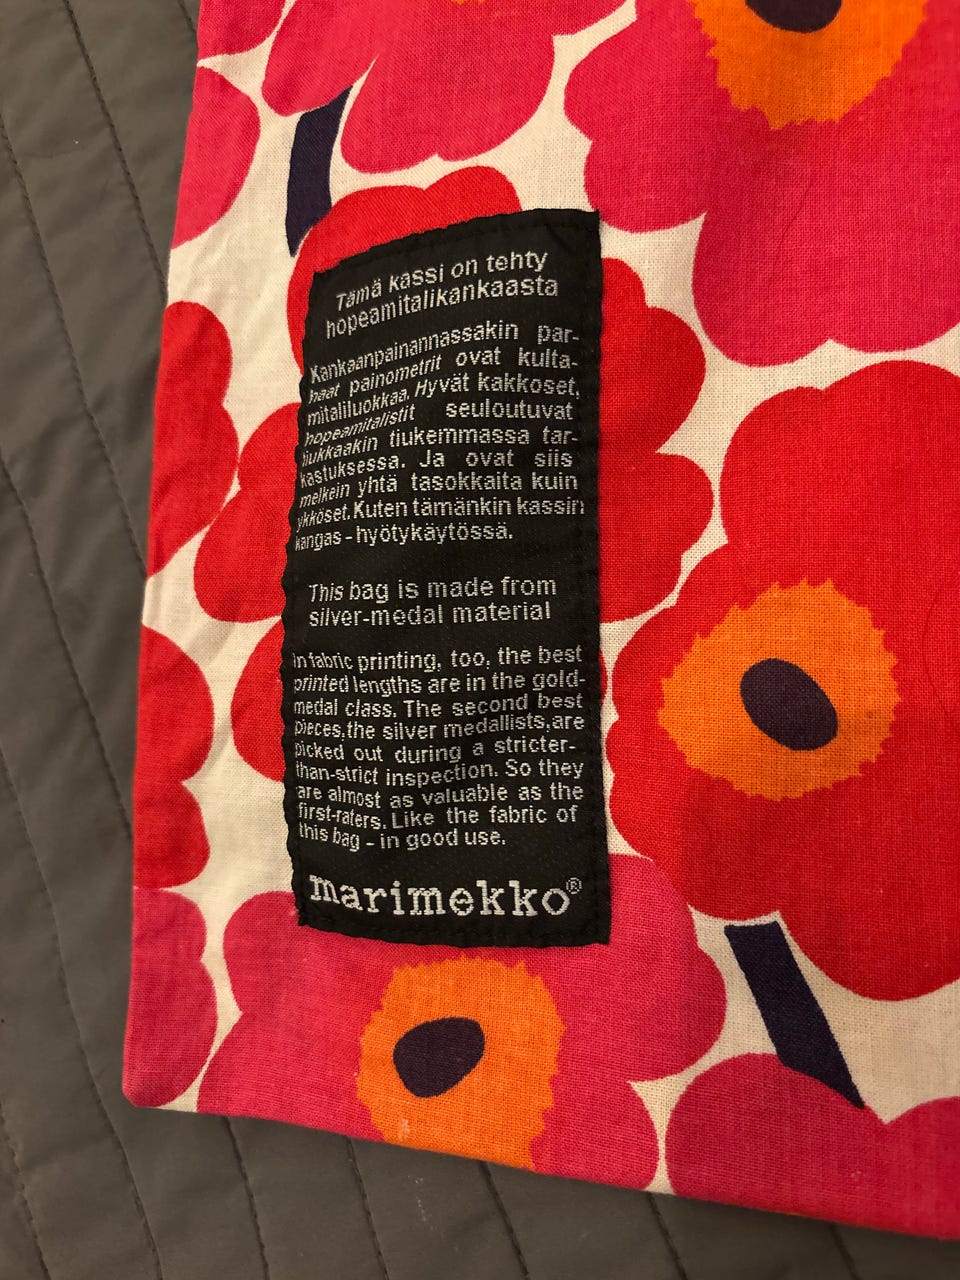 Tämä kassi on tehty
hopeamitalikankaasta
Kankaanpainannassakin par-
haat painometrit ovat kulta-
mitaliluokkaa. Hyvät kakkoset,
hopeamitalistit seuloutuvat
tiukkaakin tiukemmassa tar-
kastuksessa. Ja ovat siis
melkein yhtä tasokkaita kuin
ykköset. Kuten tämänkin kassin
kangas - hyötykäytössä.
This bag is made from
silver-medal material
In fabric printing, too, the best
printed lengths are in the gold-
medal class. The second best
pieces,the silver medallists,are
picked out during a stricter-
than-strict inspection. So they
are almost as valuable as the
first-raters. Like the fabric of
this bag - in good use.
marimekko®